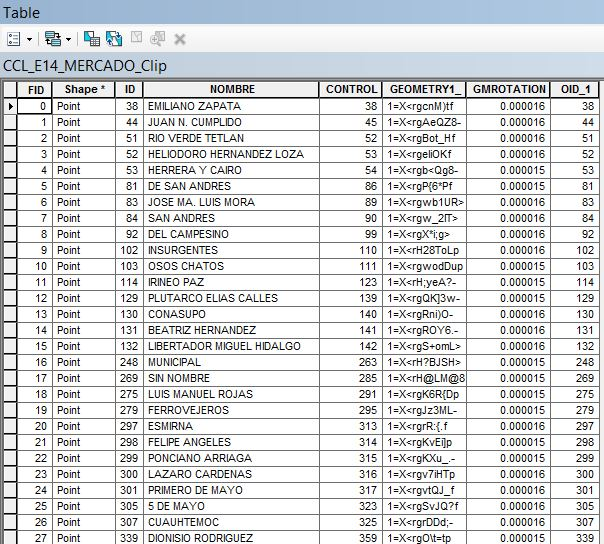 Table
CCL_E14_MERCADO_Clip
FID Shape * ID NOMBRE CONTROL GEOMETRY1_ GMROTATION OID_1
0 Point 38 EMILIANO ZAPATA 38 1=X<rgcnM)tf 0.000016 38
1 Point 44 JUAN N. CUMPLIDO 45 1=X<rgAeQZ8- 0.000016 44
2 Point 51 RIO VERDE TETLAN 52 1=X<rgBot_Hf 0.000016 51
3 Point 52 HELIODORO HERNANDEZ LOZA 53 1=X<rgeliOKf 0.000016 52
4 Point 53 HERRERA Y CAIRO 54 1=X<rgb<Qg8- 0.000015 53
5 Point 81 DE SAN ANDRES 86 1=X<rgP{6*Pf 0.000016 81
6 Point 83 JOSE MA. LUIS MORA 89 1=X<rgwb1UR> 0.000016 83
7 Point 84 SAN ANDRES 90 1=X<rgw_2lT> 0.000016 84
8 Point 92 DEL CAMPESINO 99 1=X<rgX*i;g> 0.000016 92
9 Point 102 INSURGENTES 110 1=X<rH28ToLp 0.000016 102
10 Point 103 OSOS CHATOS 111 1=X<rgwodDup 0.000016 103
11 Point 114 IRINEO PAZ 123 1=X<rH;yeA?- 0.000015 114
12 Point 129 PLUTARCO ELIAS CALLES 139 1=X<rgQK]3w- 0.000016 129
13 Point 130 CONASUPO 140 1=X<rgRni)O- 0.000016 130
14 Point 131 BEATRIZ HERNANDEZ 141 1=X<rgROY6.- 0.000016 131
15 Point 132 LIBERTADOR MIGUEL HIDALGO 142 1=X<rgS+omL> 0.000016 132
16 Point 248 MUNICIPAL 263 1=X<rH?BJSH> 0.000015 248
17 Point 269 SIN NOMBRE 285 1=X<rH@LM@8 0.000015 269
18 Point 275 LUIS MANUEL ROJAS 291 1=X<rgK6R{Dp 0.000015 275
19 Point 279 FERROVEJEROS 295 1=X<rgJz3ML- 0.000015 279
20 Point 297 ESMIRNA 313 1=X<rgrR:{.f 0.000016 297
21 Point 298 FELIPE ANGELES 314 1=X<rgKvEi]p 0.000015 298
22 Point 299 PONCIANO ARRIAGA 315 1=X<rgKXu_.- 0.000015 299
23 Point 300 LAZARO CARDENAS 316 1=X<rgv7iHTp 0.000016 300
24 Point 301 PRIMERO DE MAYO 317 1=X<rgvtQJ_f 0.000016 301
25 Point 305 5 DE MAYO 323 1=X<rgSvJQ?f 0.000016 305
26 Point 307 CUAUHTEMOC 325 1=X<rgrDDd;- 0.000016 307
27 Point 339 DIONISIO RODRIGUEZ 359 1=X<rgO\t=tp 0.000015 339